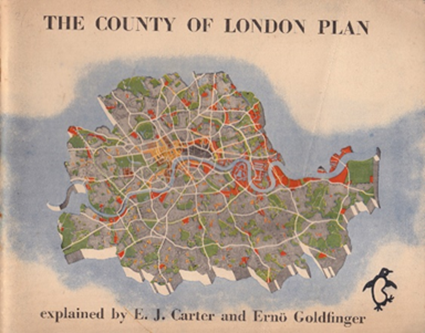 THE COUNTY OF LONDON PLAN
explained by E. J. Carter and Ernö Goldfinger